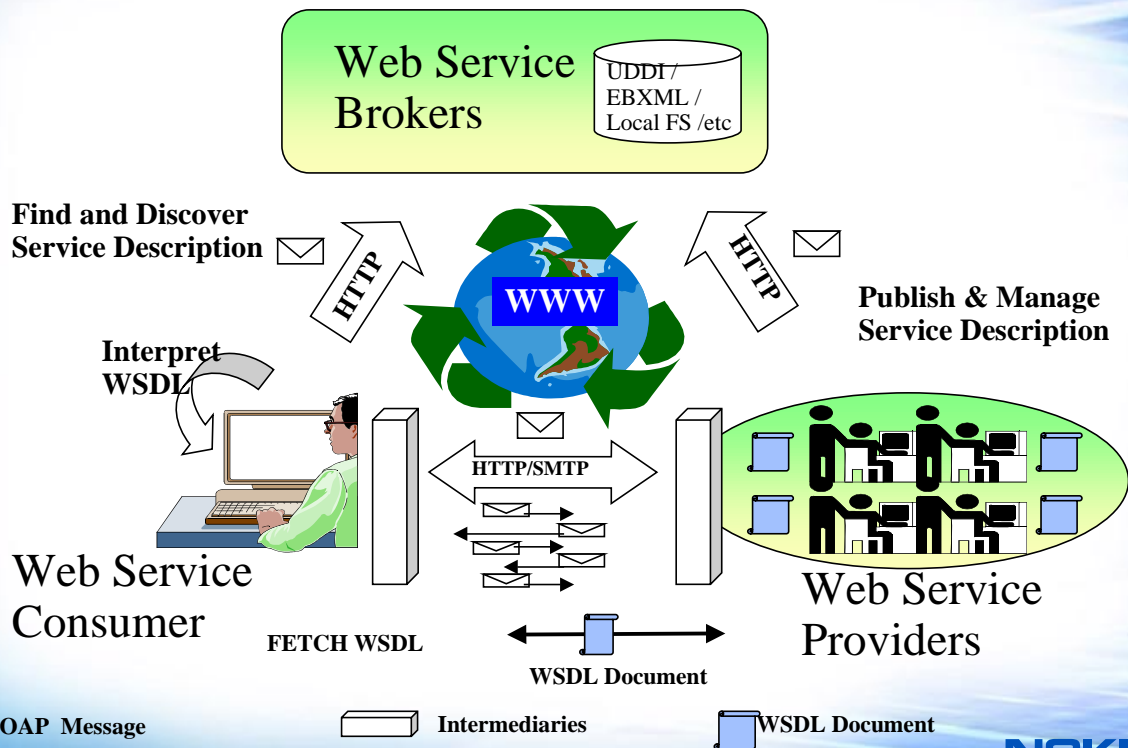 Web Service
Brokers
UDDI /
EBXML /
Local FS /etc
Find and Discover
Service Description
HTTP
WWW
HTTP
Publish & Manage
Service Description
Interpret
WSDL
HTTP/SMTP
Web Service
Consumer
Web Service
Providers
FETCH WSDL
WSDL Document
OAP Message
Intermediaries
WSDL Document